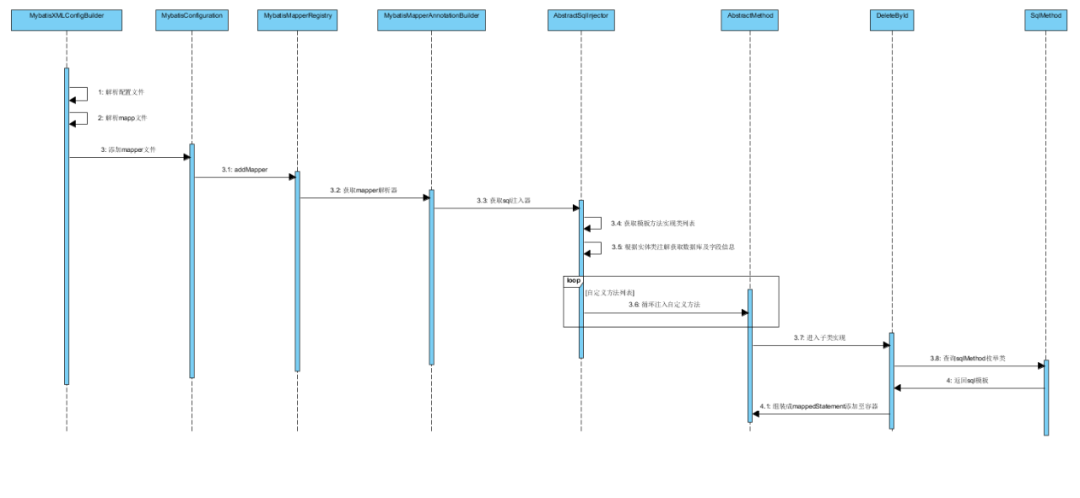 MybatisXMLConfigBuilder
MybatisConfiguration
MybatisMapperRegistry
MybatisMapperAnnotationBuilder
AbstractSqlInjector
AbstractMethod
DeleteById
SqlMethod
1: 解析配置文件
2: 解析mapp文件
3: 添加mapper文件
3.1: addMapper
3.2: 获取mapper解析器
3.3: 获取sql注入器
3.4: 获取模版方法实现类列表
3.5: 根据实体类注解获取数据库及字段信息
loop
[自定义方法列表]
3.6: 循环注入自定义方法
3.7: 进入子类实现
3.8: 查询sqlMethod枚举类
4: 返回sql模板
4.1: 组装成mappedStatement添加至容器